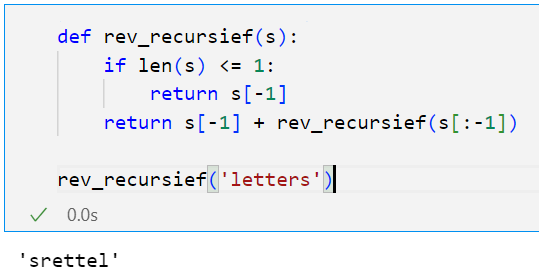 def rev_recursief(s):
    if len(s) <= 1:
        return s[-1]
    return s[-1] + rev_recursief(s[:-1])
rev_recursief('letters')
0.0s
'srettel'